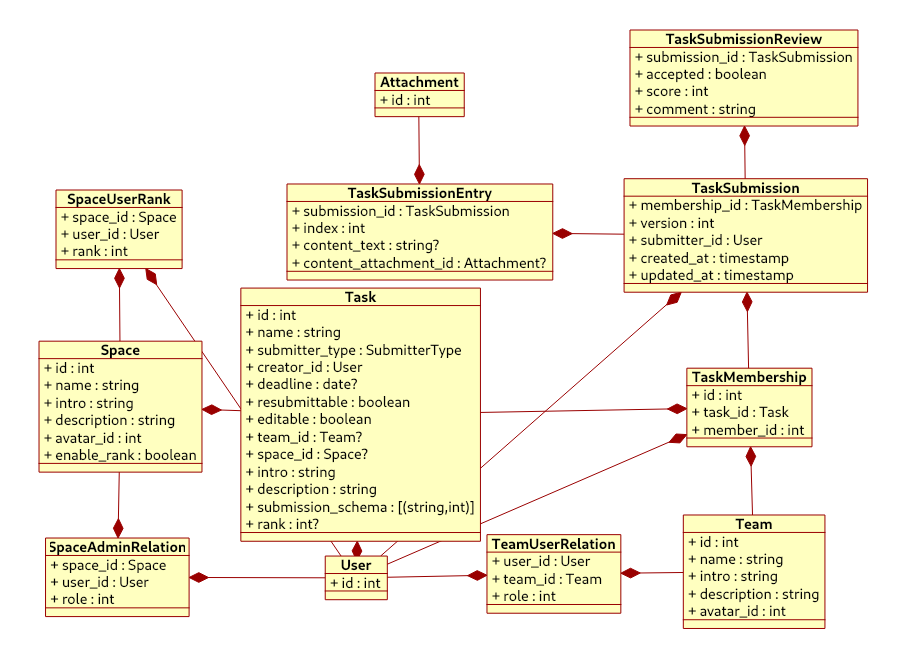 TaskSubmissionReview
+ submission_id : TaskSubmission
+ accepted : boolean
+ score : int
+ comment : string
Attachment
+ id : int
TaskSubmission
+ membership_id : TaskMembership
+ version : int
+ submitter_id : User
+ created_at : timestamp
+ updated_at : timestamp
TaskSubmissionEntry
+ submission_id : TaskSubmission
+ index : int
+ content_text : string?
+ content_attachment_id : Attachment?
SpaceUserRank
+ space_id : Space
+ user_id : User
+ rank : int
Task
+ id : int
+ name : string
+ submitter_type : SubmitterType
+ creator_id : User
+ deadline : date?
+ resubmittable : boolean
+ editable : boolean
+ team_id : Team?
+ space_id : Space?
+ intro : string
+ description : string
+ submission_schema : [(string,int)]
+ rank : int?
Space
+ id : int
+ name : string
+ intro : string
+ description : string
+ avatar_id : int
+ enable_rank : boolean
TaskMembership
+ id : int
+ task_id : Task
+ member_id : int
SpaceAdminRelation
+ space_id : Space
+ user_id : User
+ role : int
User
+ id : int
TeamUserRelation
+ user_id : User
+ team_id : Team
+ role : int
Team
+ id : int
+ name : string
+ intro : string
+ description : string
+ avatar_id : int